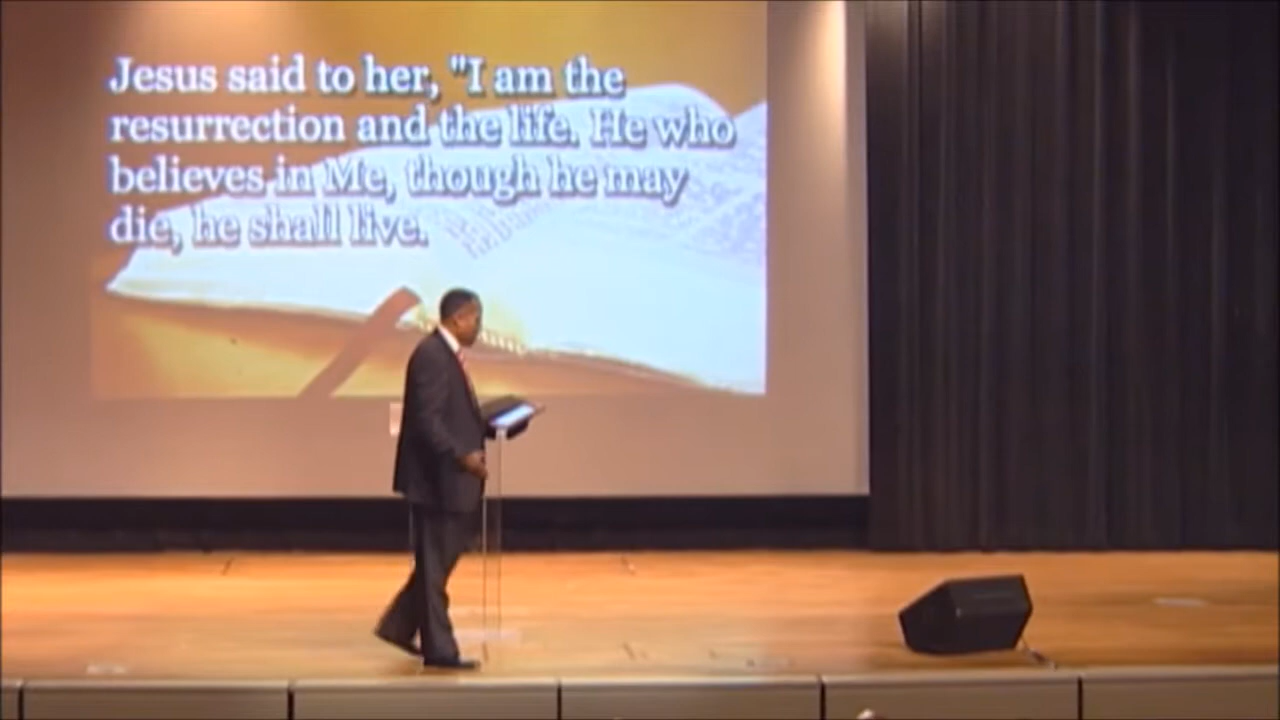 Jesus said to her, "I am the
resurrection and the life. He who
believes in Me, though he may
die, he shall live.